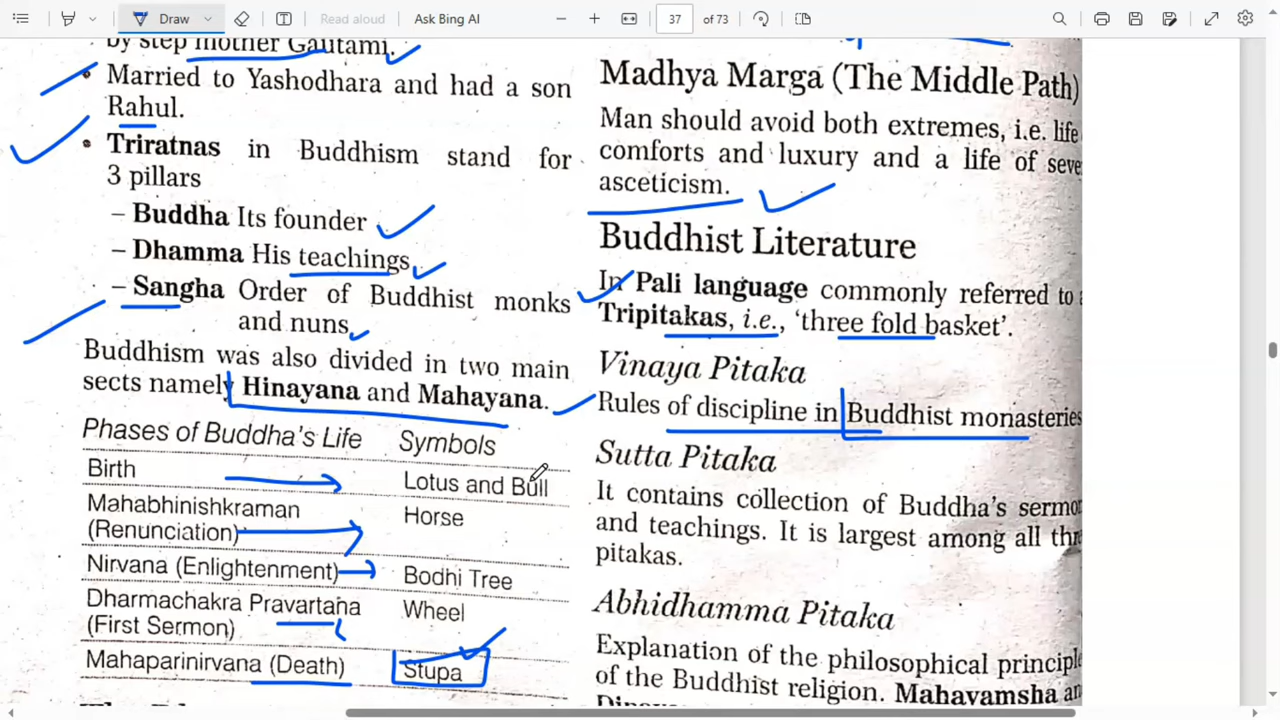 Draw
Read aloud
Ask Bing AI
37
of 73
by step mother Gautami.
• Married to Yashodhara and had a son
Rahul.
• Triratnas in Buddhism stand for
3 pillars
– Buddha Its founder
– Dhamma His teachings
– Sangha Order of Buddhist monks
and nuns
Buddhism was also divided in two main
sects namely Hinayana and Mahayana.
Phases of Buddha's Life Symbols
Birth Lotus and Bull
Mahabhinishkraman Horse
(Renunciation)
Nirvana (Enlightenment) Bodhi Tree
Dharmachakra Pravartana Wheel
(First Sermon)
Mahaparinirvana (Death) Stupa
Madhya Marga (The Middle Path)
Man should avoid both extremes, i.e. life
comforts and luxury and a life of seve
asceticism.
Buddhist Literature
In Pali language commonly referred to a
Tripitakas, i.e., 'three fold basket'.
Vinaya Pitaka
Rules of discipline in Buddhist monasteries
Sutta Pitaka
It contains collection of Buddha's sermo
and teachings. It is largest among all thr
pitakas.
Abhidhamma Pitaka
Explanation of the philosophical principle
of the Buddhist religion. Mahavamsha an